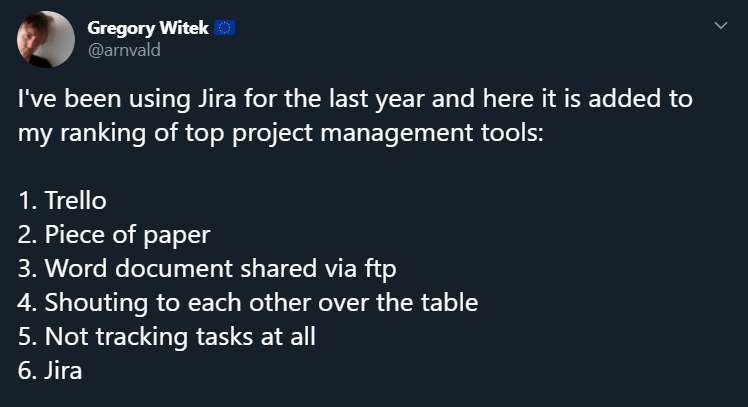 Gregory Witek 🇪🇺
@arnvald
I've been using Jira for the last year and here it is added to
my ranking of top project management tools:
1. Trello
2. Piece of paper
3. Word document shared via ftp
4. Shouting to each other over the table
5. Not tracking tasks at all
6. Jira